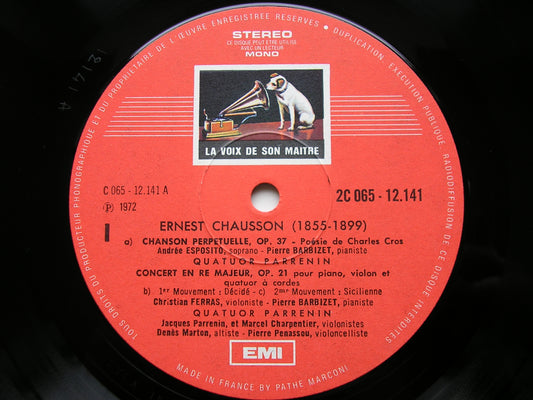 TOUS DROITS DU PRODUCTEUR PHONOGRAPHIQUE ET DU PROPRIETAIRE DE L'ŒUVRE ENREGISTREE RESERVES • DUPLICATION, EXECUTION PUBLIQUE, RADIODIFFUSION DE CE DISQUE INTERDITES
STEREO
CE DISQUE PEUT ÊTRE UTILISÉ
AVEC UN LECTEUR
MONO
LA VOIX DE SON MAITRE
C 065 - 12.141 A
2C 065 - 12.141
Ⓟ 1972
I
ERNEST CHAUSSON (1855-1899)
a) CHANSON PERPETUELLE, OP. 37 - Poésie de Charles Cros
Andrée ESPOSITO, soprano - Pierre BARBIZET, pianiste
QUATUOR PARRENIN
CONCERT EN RE MAJEUR, OP. 21 pour piano, violon et
quatuor à cordes
b) 1er Mouvement : Décidé - c) 2me Mouvement : Sicilienne
Christian FERRAS, violoniste - Pierre BARBIZET, pianiste
QUATUOR PARRENIN
Jacques Parrenin, et Marcel Charpentier, violonistes
Denès Marton, altiste - Pierre Penassou, violoncelliste
EMI
MADE IN FRANCE BY PATHE MARCONI